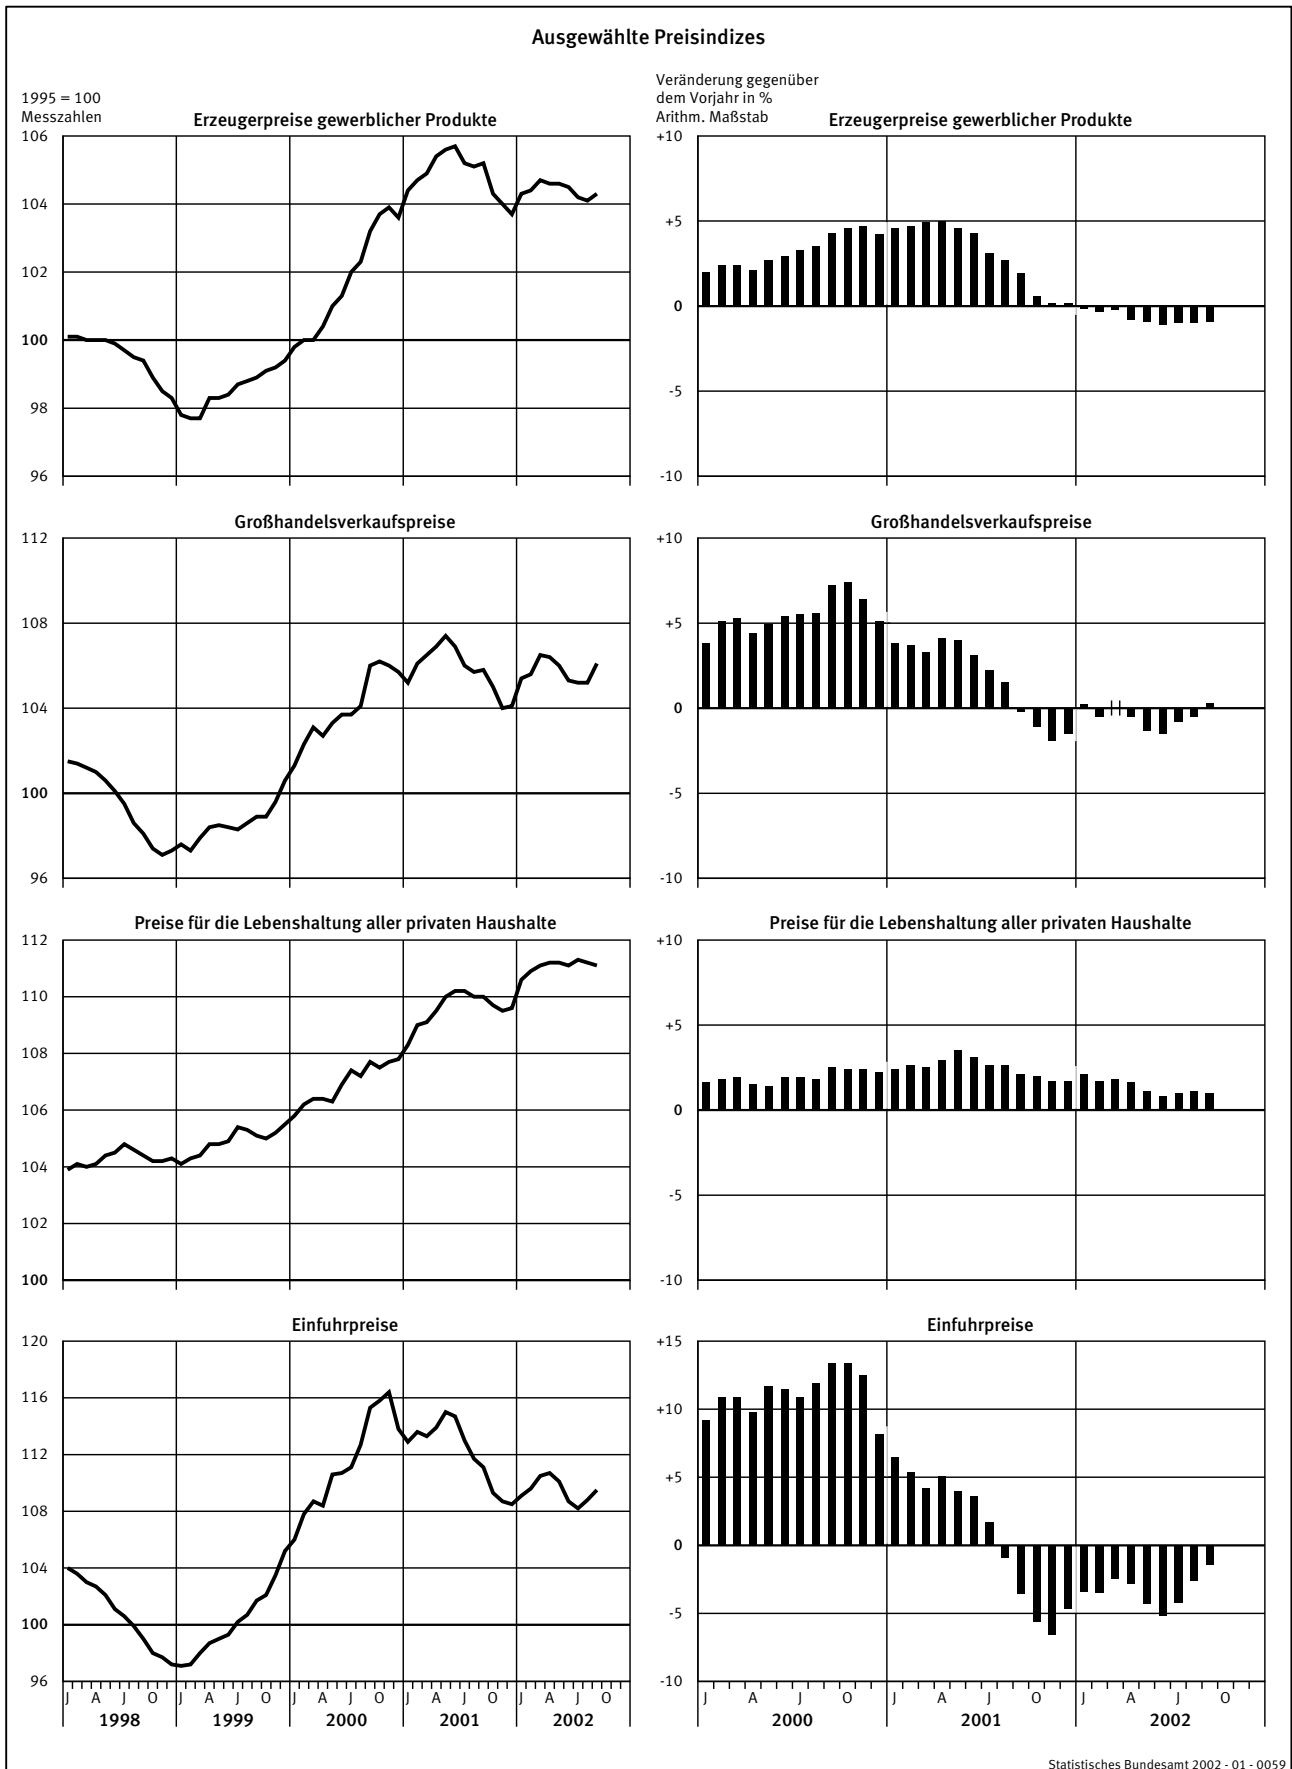 Ausgewählte Preisindizes
1995 = 100
Messzahlen
Erzeugerpreise gewerblicher Produkte
106
104
102
100
98
96
Veränderung gegenüber
dem Vorjahr in %
Arithm. Maßstab
Erzeugerpreise gewerblicher Produkte
+10
+5
0
-5
-10
Großhandelsverkaufspreise
112
108
104
100
96
Großhandelsverkaufspreise
+10
+5
0
-5
-10
Preise für die Lebenshaltung aller privaten Haushalte
112
110
108
106
104
102
100
Preise für die Lebenshaltung aller privaten Haushalte
+10
+5
0
-5
-10
Einfuhrpreise
120
116
112
108
104
100
96
J A J O J A J O J A J O J A J O J A J O
1998 1999 2000 2001 2002
Einfuhrpreise
+15
+10
+5
0
-5
-10
J A J O J A J O J A J O
2000 2001 2002
Statistisches Bundesamt 2002 - 01 - 0059